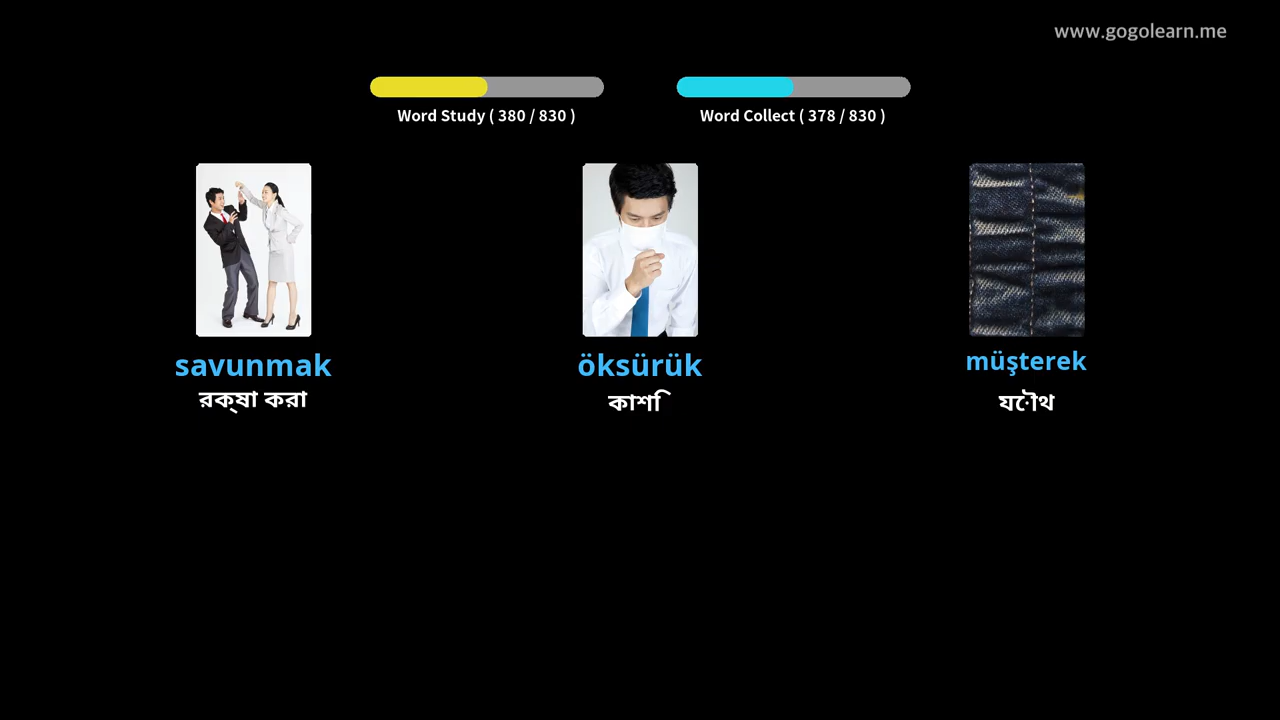 www.gogolearn.me
Word Study ( 380 / 830 )
Word Collect ( 378 / 830 )
savunmak
öksürük
müşterek
রক্ষা করা
কাশি
যৌথ